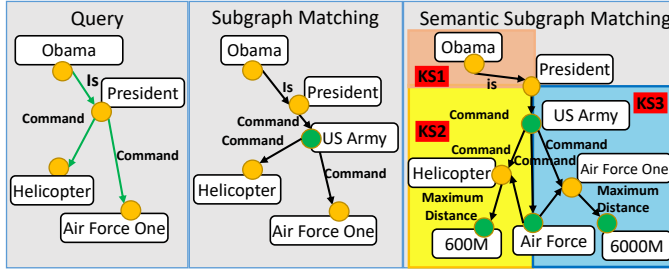 Query
Obama
Is
President
Command
Command
Helicopter
Air Force One
Subgraph Matching
Obama
Is
President
Command
Command
US Army
Command
Helicopter
Air Force One
Semantic Subgraph Matching
Obama
KS1
is
President
KS3
US Army
KS2
Command
Command
Command
Helicopter
Air Force One
Maximum
Distance
Maximum
Distance
600M
Air Force
6000M